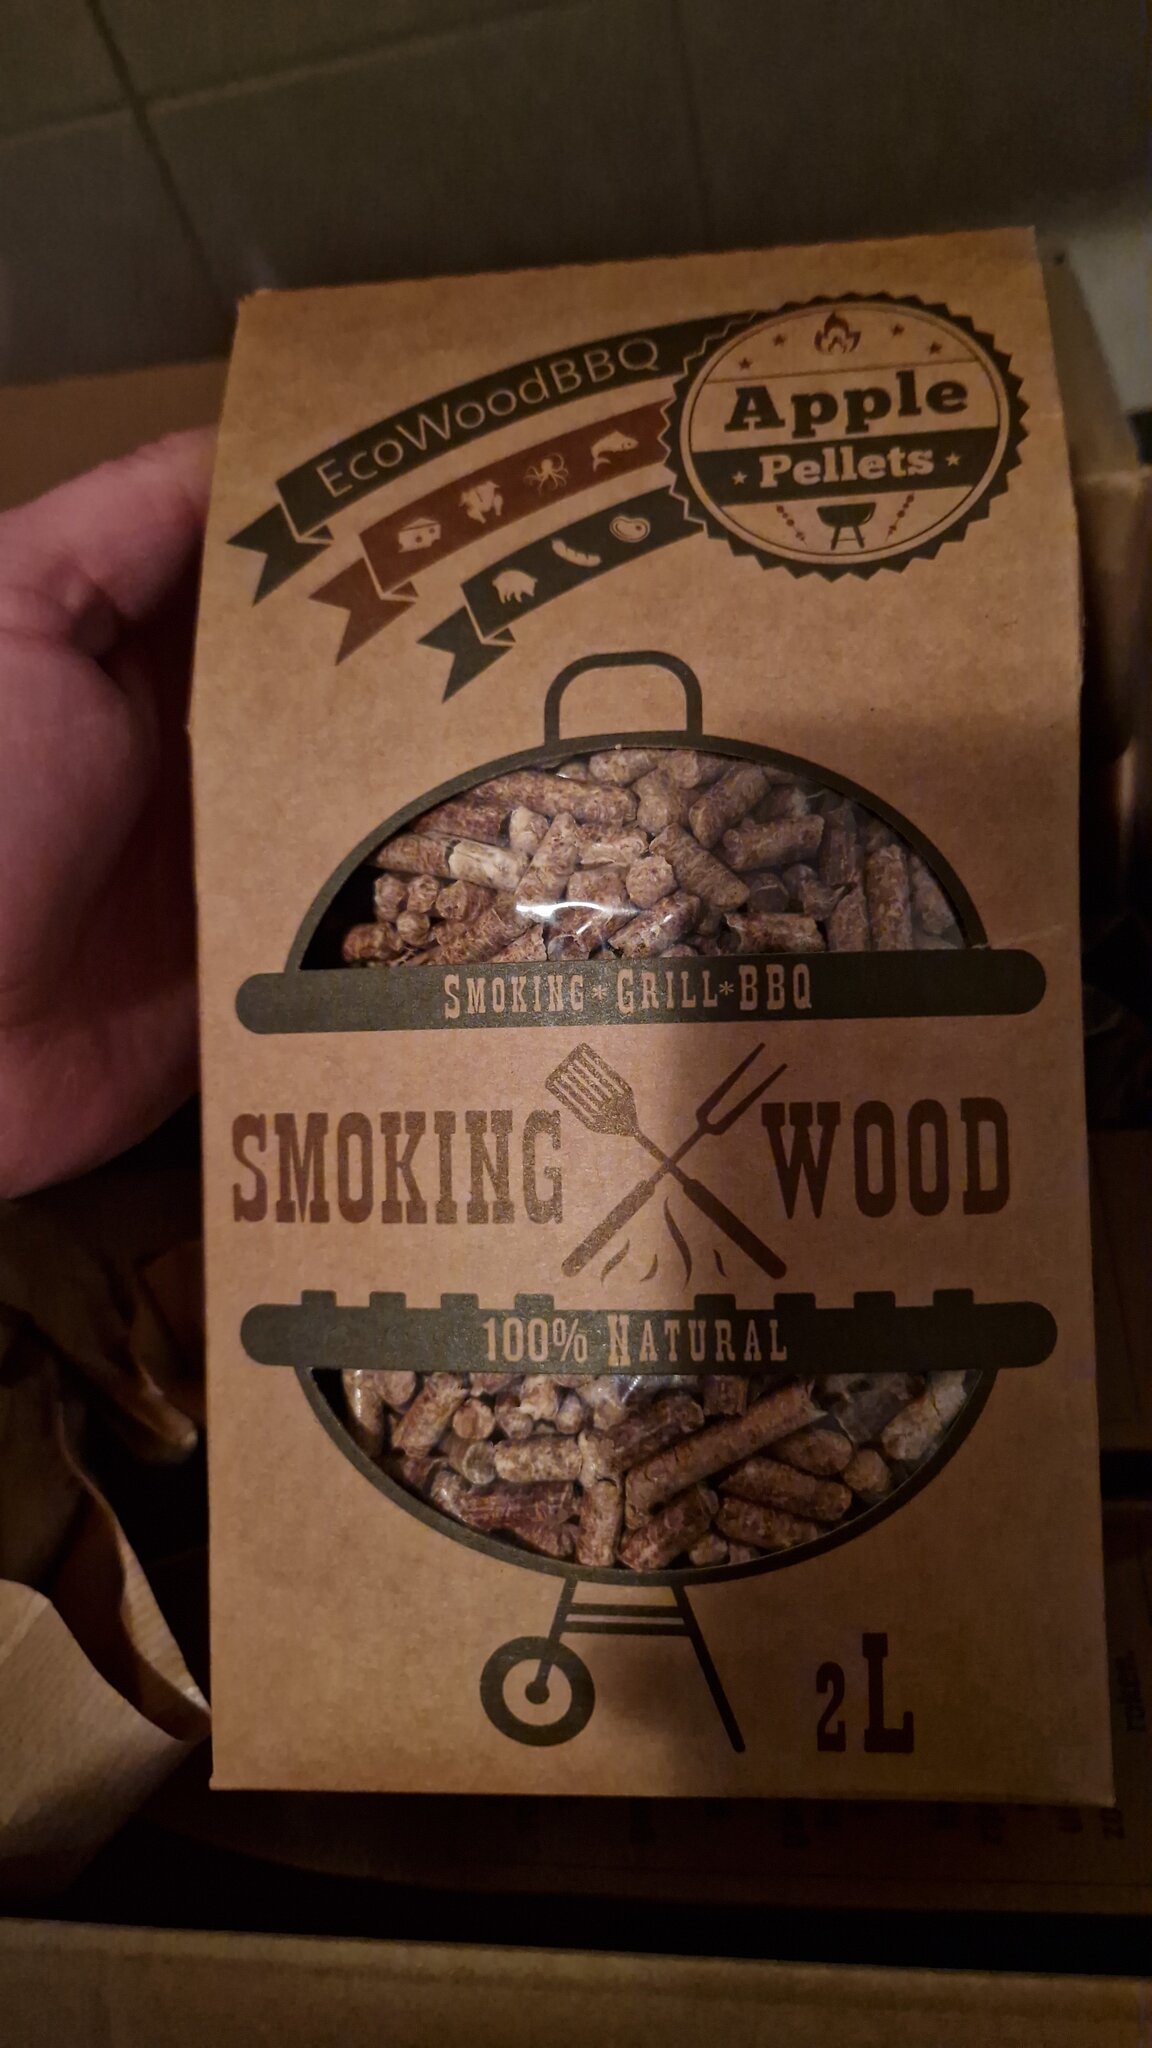 EcoWoodBBQ
Apple
Pellets
SMOKING * GRILL * BBQ
SMOKING WOOD
100% NATURAL
2L